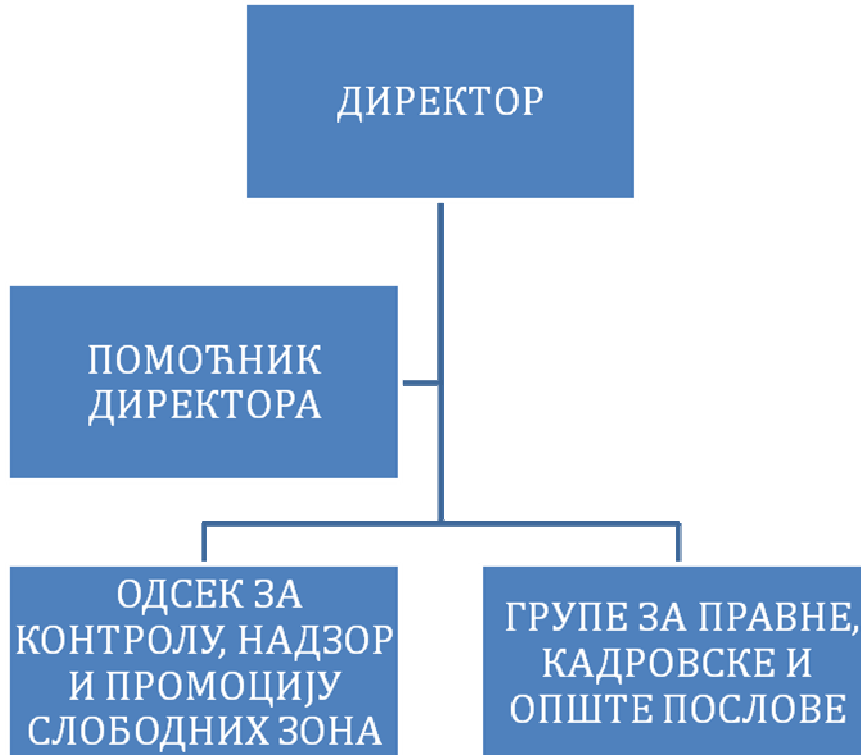 ДИРЕКТОР
ПОМОЋНИК
ДИРЕКТОРА
ОДСЕК ЗА
КОНТРОЛУ, НАДЗОР
И ПРОМОЦИЈУ
СЛОБОДНИХ ЗОНА
ГРУПЕ ЗА ПРАВНЕ,
КАДРОВСКЕ И
ОПШТЕ ПОСЛОВЕ